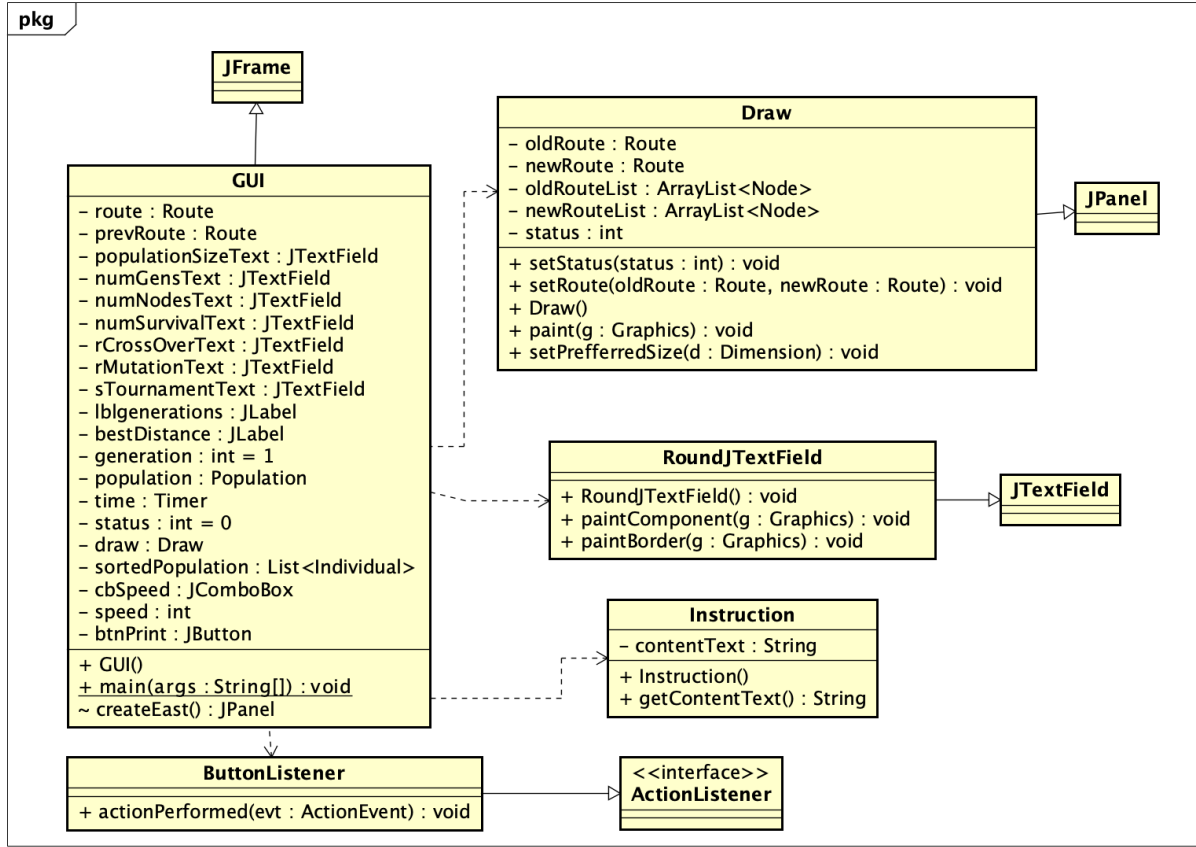 pkg
JFrame
GUI
– route : Route
– prevRoute : Route
– populationSizeText : JTextField
– numGensText : JTextField
– numNodesText : JTextField
– numSurvivalText : JTextField
– rCrossOverText : JTextField
– rMutationText : JTextField
– sTournamentText : JTextField
– lblgenerations : JLabel
– bestDistance : JLabel
– generation : int = 1
– population : Population
– time : Timer
– status : int = 0
– draw : Draw
– sortedPopulation : List<Individual>
– cbSpeed : JComboBox
– speed : int
– btnPrint : JButton
+ GUI()
+ main(args : String[]) : void
~ createEast() : JPanel
Draw
– oldRoute : Route
– newRoute : Route
– oldRouteList : ArrayList<Node>
– newRouteList : ArrayList<Node>
– status : int
+ setStatus(status : int) : void
+ setRoute(oldRoute : Route, newRoute : Route) : void
+ Draw()
+ paint(g : Graphics) : void
+ setPrefferredSize(d : Dimension) : void
JPanel
RoundJTextField
+ RoundJTextField() : void
+ paintComponent(g : Graphics) : void
+ paintBorder(g : Graphics) : void
JTextField
Instruction
– contentText : String
+ Instruction()
+ getContentText() : String
ButtonListener
+ actionPerformed(evt : ActionEvent) : void
<<interface>>
ActionListener